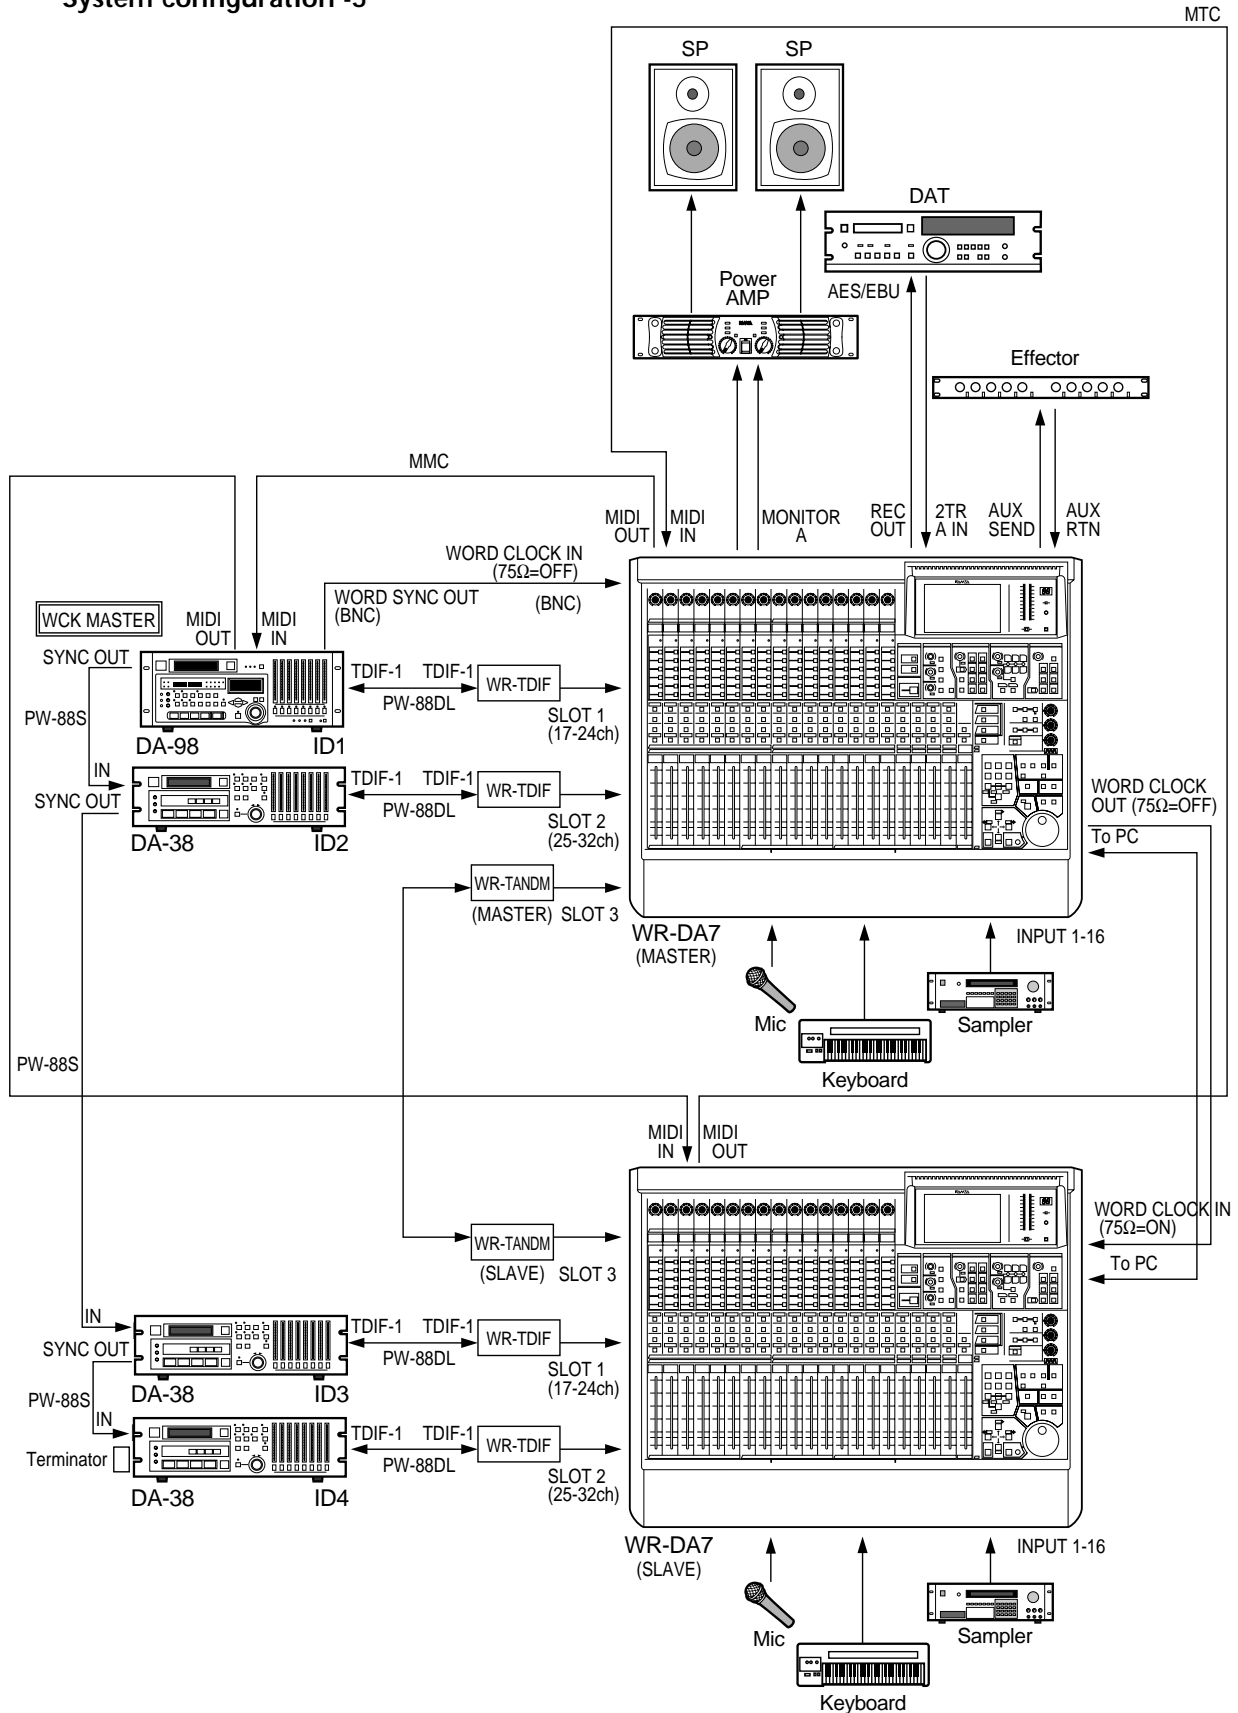 System configuration -3
MTC
SP
SP
DAT
Power
AMP
AES/EBU
Effector
MMC
MIDI
OUT
MIDI
IN
MONITOR
A
REC
OUT
2TR
A IN
AUX
SEND
AUX
RTN
WORD CLOCK IN
(75Ω=OFF)
(BNC)
WORD SYNC OUT
(BNC)
WCK MASTER
MIDI
OUT
MIDI
IN
SYNC OUT
TDIF-1
TDIF-1
WR-TDIF
PW-88DL
PW-88S
SLOT 1
(17-24ch)
DA-98
ID1
IN
TDIF-1
TDIF-1
WR-TDIF
SYNC OUT
PW-88DL
SLOT 2
(25-32ch)
DA-38
ID2
WORD CLOCK
OUT (75Ω=OFF)
To PC
WR-TANDM
(MASTER)
SLOT 3
WR-DA7
(MASTER)
INPUT 1-16
Mic
Sampler
Keyboard
PW-88S
MIDI
IN
MIDI
OUT
WORD CLOCK IN
(75Ω=ON)
To PC
WR-TANDM
(SLAVE)
SLOT 3
IN
TDIF-1
TDIF-1
WR-TDIF
SYNC OUT
PW-88DL
SLOT 1
(17-24ch)
DA-38
ID3
PW-88S
IN
TDIF-1
TDIF-1
WR-TDIF
Terminator
PW-88DL
SLOT 2
(25-32ch)
DA-38
ID4
WR-DA7
(SLAVE)
INPUT 1-16
Mic
Sampler
Keyboard